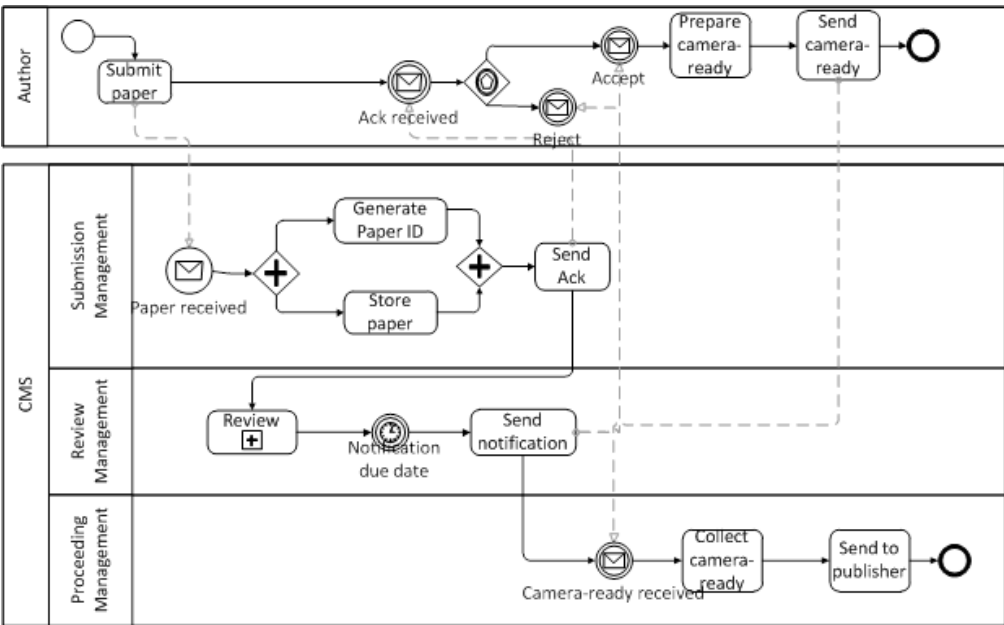 Author
Submit
paper
Ack received
Accept
Reject
Prepare
camera-
ready
Send
camera-
ready
CMS
Submission
Management
Paper received
Generate
Paper ID
Store
paper
Send
Ack
Review
Management
Review
Notification
due date
Send
notification
Proceeding
Management
Camera-ready received
Collect
camera-
ready
Send to
publisher